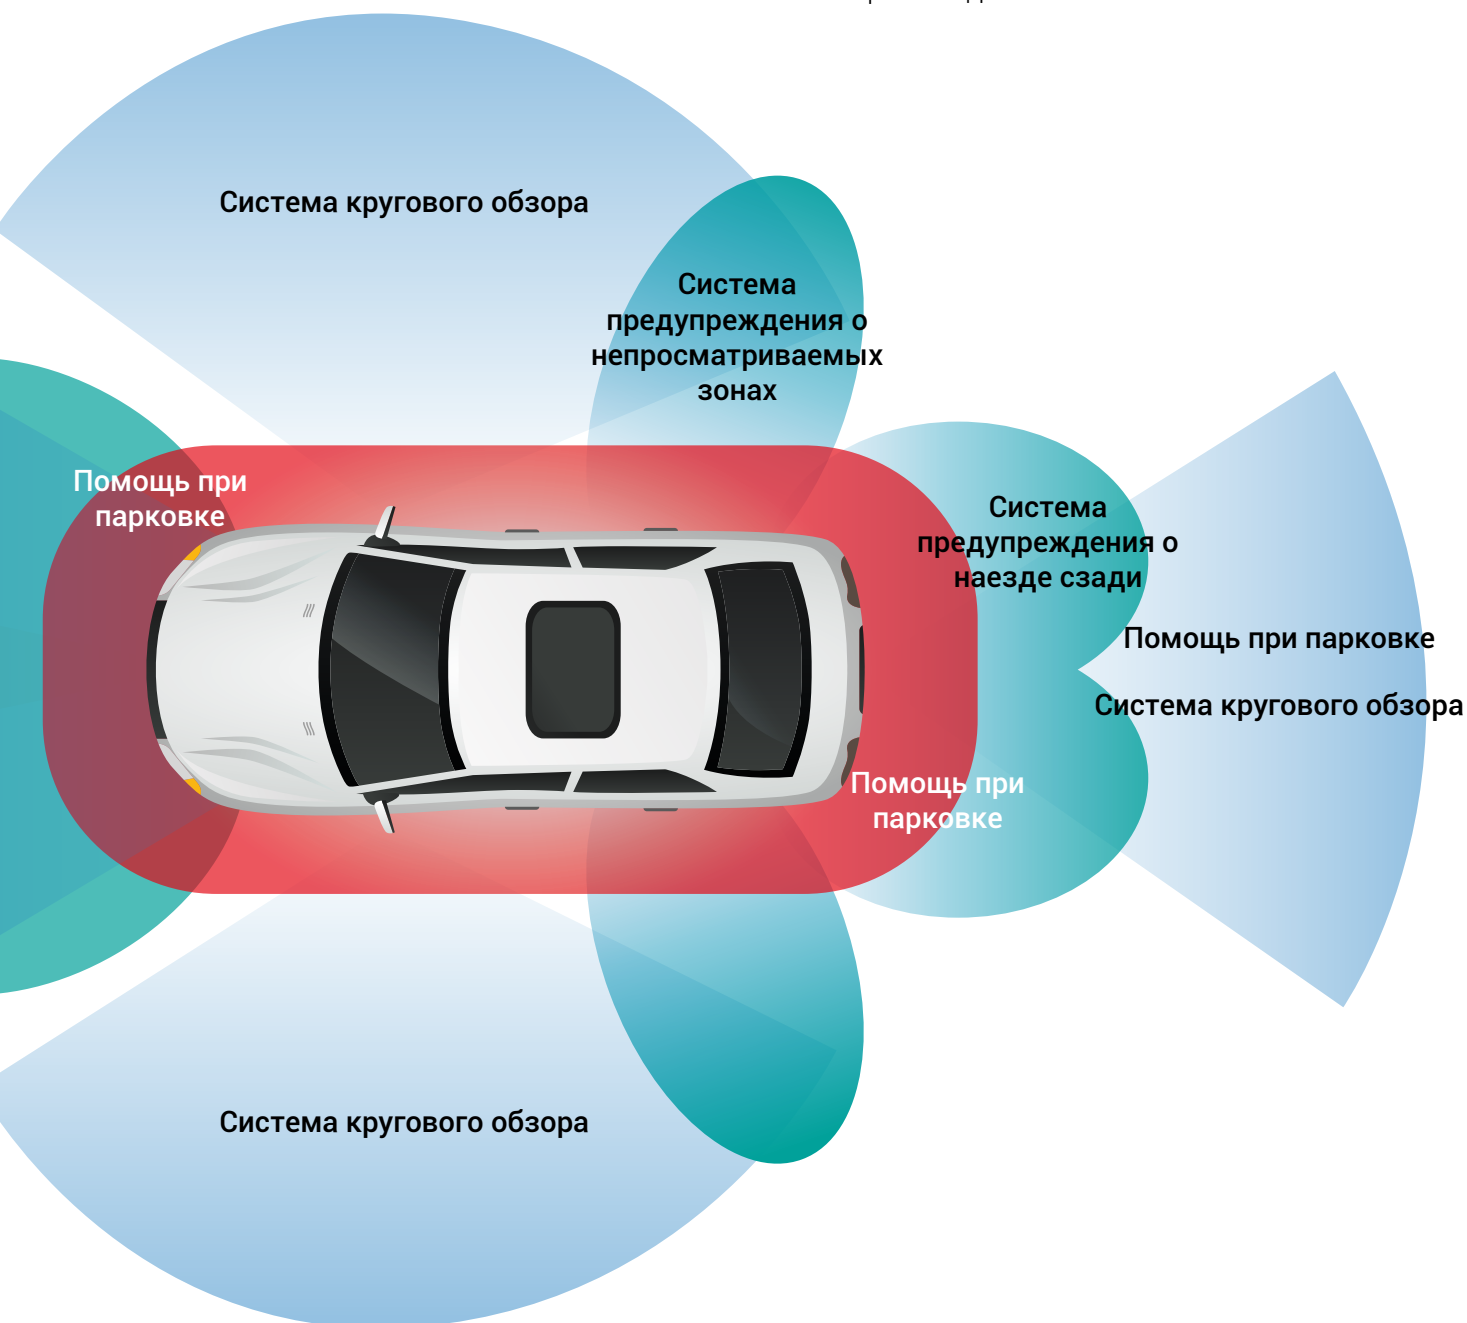 Система кругового обзора
Система
предупреждения о
непросматриваемых
зонах
Помощь при
парковке
Система
предупреждения о
наезде сзади
Помощь при парковке
Система кругового обзора
Помощь при
парковке
Система кругового обзора